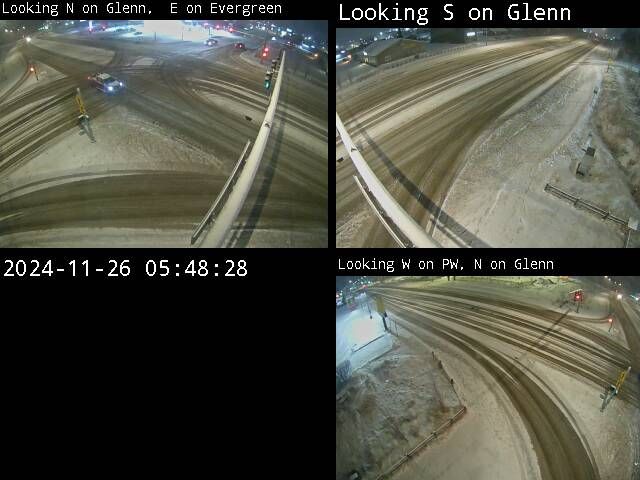 Looking N on Glenn, E on Evergreen
Looking S on Glenn
2024-11-26 05:48:28
Looking W on PW, N on Glenn